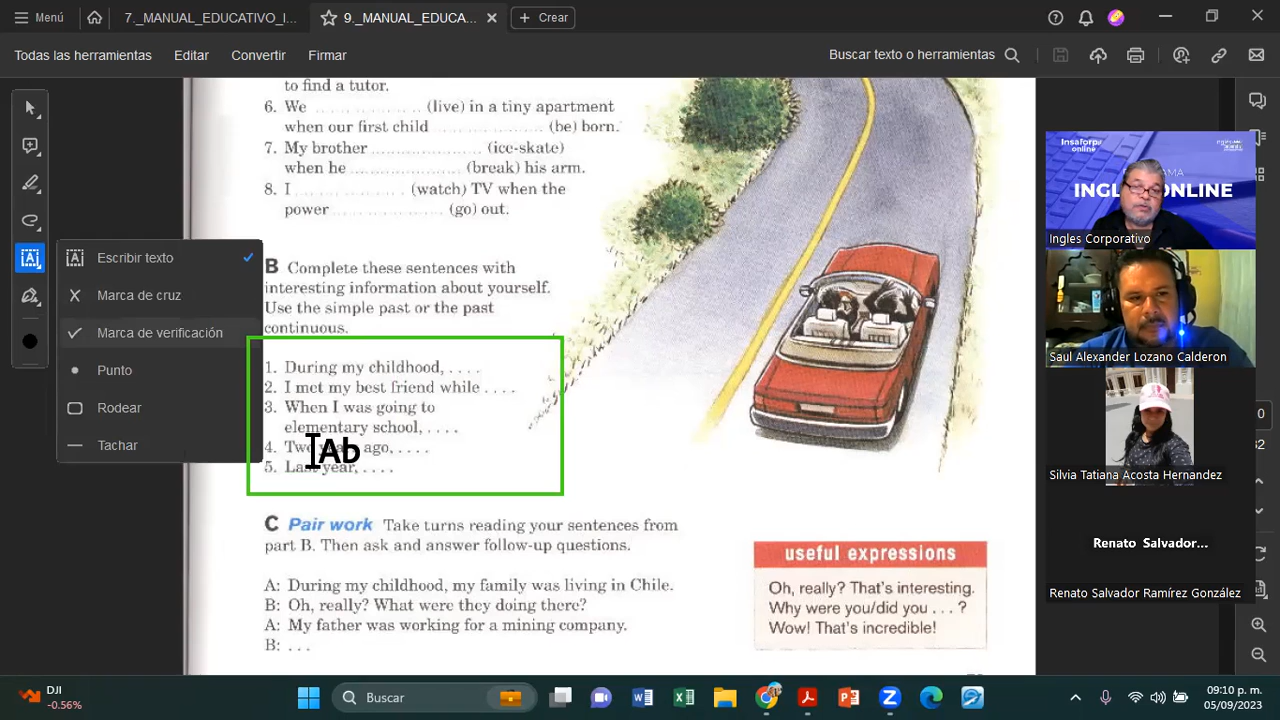 Menú
7._MANUAL_EDUCATIVO_I...
9._MANUAL_EDUCA...
Crear
Todas las herramientas
Editar
Convertir
Firmar
Buscar texto o herramientas
to find a tutor.
6. We .............. (live) in a tiny apartment
when our first child .............. (be) born.
7. My brother .............. (ice-skate)
when he .............. (break) his arm.
8. I .............. (watch) TV when the
power .............. (go) out.
Escribir texto
Marca de cruz
Marca de verificación
Punto
Rodear
Tachar
B Complete these sentences with
interesting information about yourself.
Use the simple past or the past
continuous.
1. During my childhood, . . . .
2. I met my best friend while . . . .
3. When I was going to
elementary school, . . . .
4. Two years ago, . . . .
5. Last year, . . . .
Ab
C Pair work Take turns reading your sentences from
part B. Then ask and answer follow-up questions.
A: During my childhood, my family was living in Chile.
B: Oh, really? What were they doing there?
A: My father was working for a mining company.
B: . . .
useful expressions
Oh, really? That's interesting.
Why were you/did you . . . ?
Wow! That's incredible!
Insaforp
online
INGL
ONLINE
Ingles Corporativo
Saul Alexander Lozano Calderon
Silvia Tatiana Acosta Hernandez
Renato Salvador...
Renato Salvador Ramírez González
DJI
-0.56%
Buscar
09:10 p. m.
05/09/2023